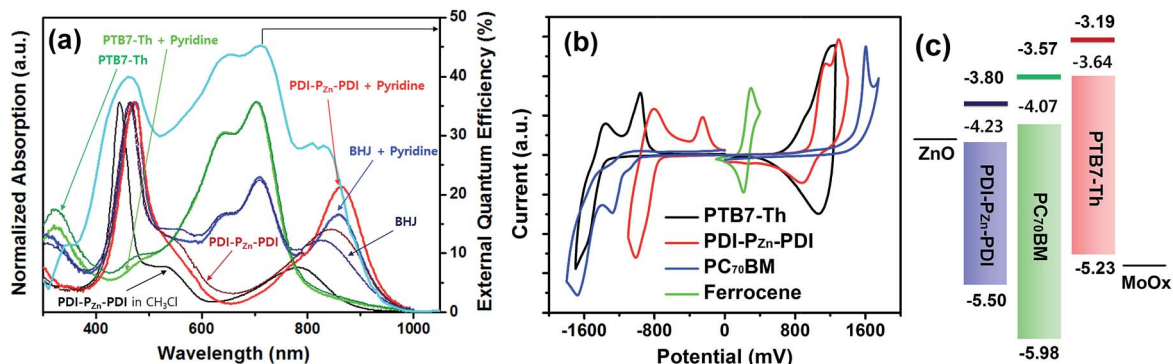 (a)
PTB7-Th + Pyridine
PTB7-Th
PDI-PZn-PDI + Pyridine
BHJ + Pyridine
BHJ
PDI-PZn-PDI
PDI-PZn-PDI in CH3Cl
Normalized Absorption (a.u.)
External Quantum Efficiency (%)
50
40
30
20
10
0
400 600 800 1000
Wavelength (nm)
(b)
Current (a.u.)
PTB7-Th
PDI-PZn-PDI
PC70BM
Ferrocene
-1600 -800 0 800 1600
Potential (mV)
(c)
-3.19
-3.57
-3.64
-3.80
-4.07
-4.23
ZnO
PDI-PZn-PDI
PC70BM
PTB7-Th
-5.23
MoOx
-5.50
-5.98